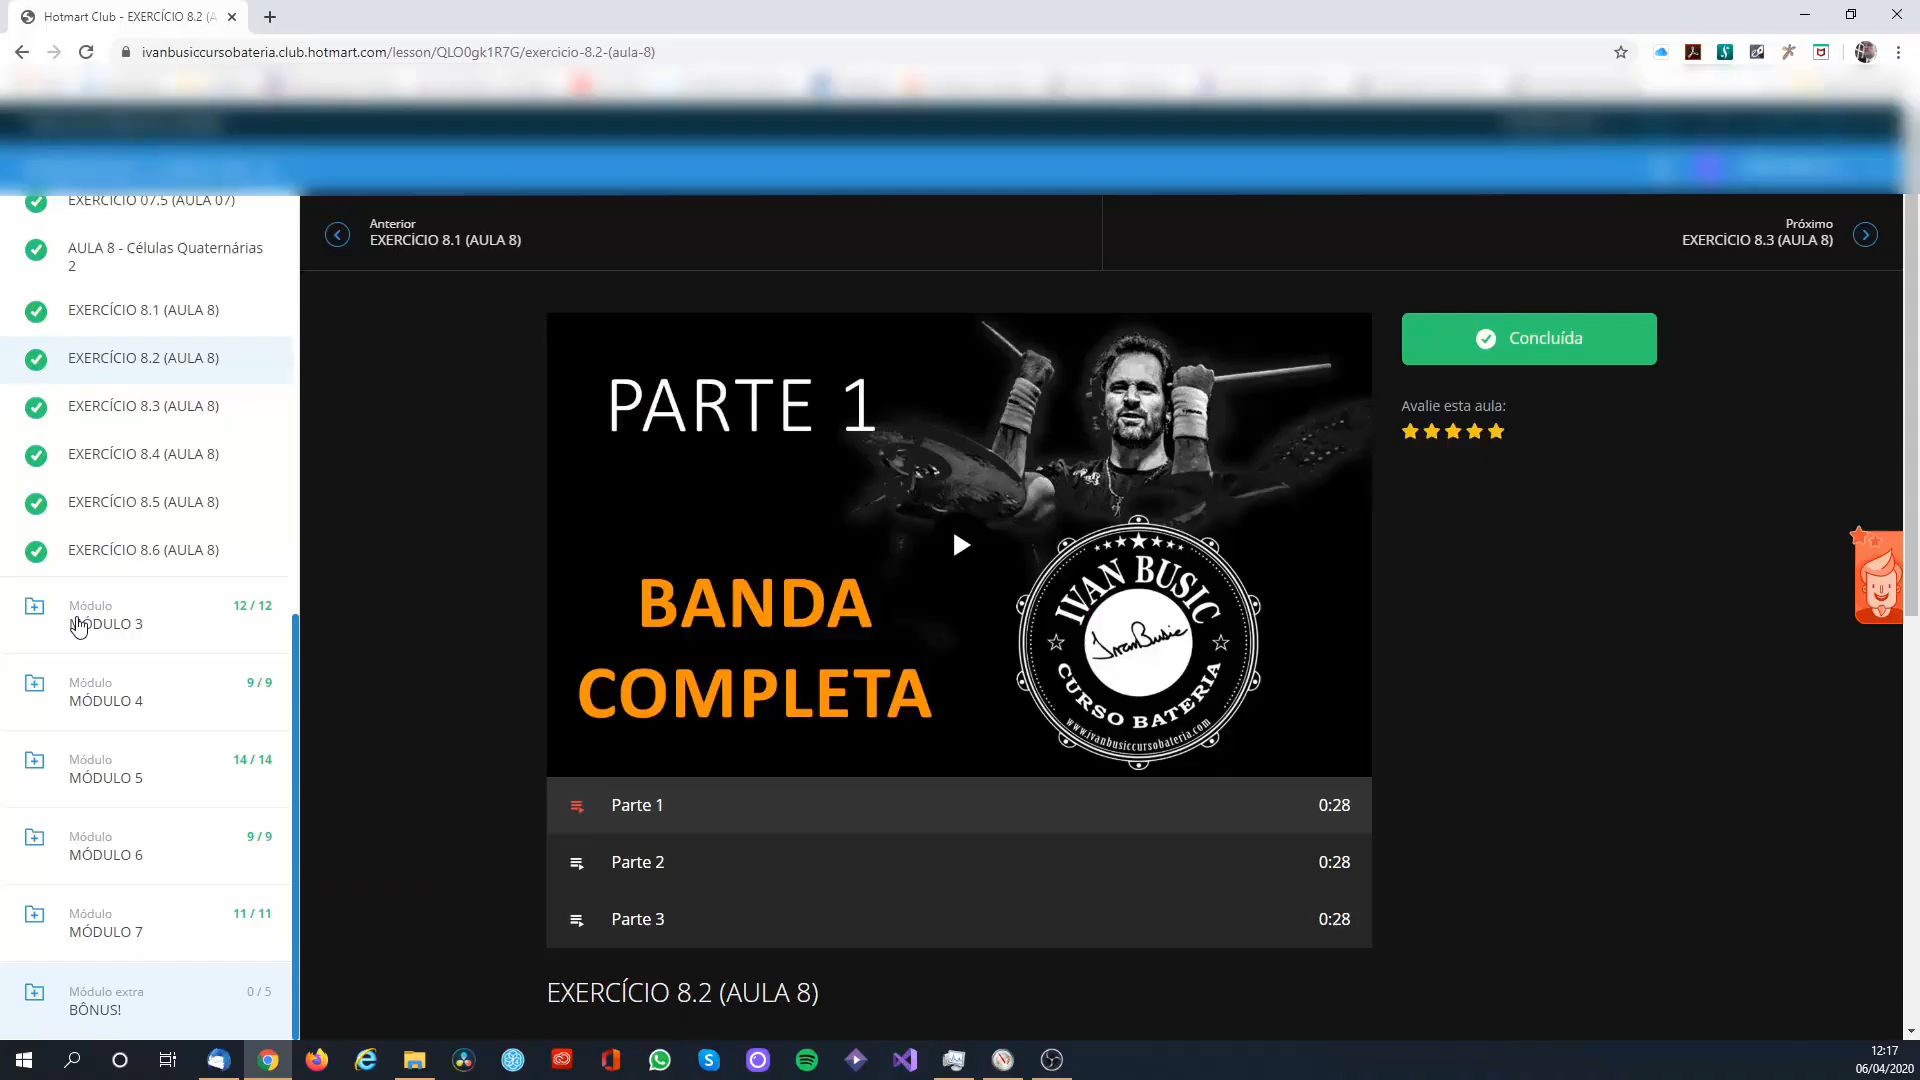 Hotmart Club - EXERCÍCIO 8.2 (A
ivanbusiccursobateria.club.hotmart.com/lesson/QLO0gk1R7G/exercicio-8.2-(aula-8)
EXERCÍCIO 07.5 (AULA 07)
AULA 8 - Células Quaternárias
2
EXERCÍCIO 8.1 (AULA 8)
EXERCÍCIO 8.2 (AULA 8)
EXERCÍCIO 8.3 (AULA 8)
EXERCÍCIO 8.4 (AULA 8)
EXERCÍCIO 8.5 (AULA 8)
EXERCÍCIO 8.6 (AULA 8)
Módulo 12 / 12
MÓDULO 3
Módulo 9 / 9
MÓDULO 4
Módulo 14 / 14
MÓDULO 5
Módulo 9 / 9
MÓDULO 6
Módulo 11 / 11
MÓDULO 7
Módulo extra 0 / 5
BÔNUS!
Anterior
EXERCÍCIO 8.1 (AULA 8)
Próximo
EXERCÍCIO 8.3 (AULA 8)
PARTE 1
BANDA
COMPLETA
IVAN BUSIC
Ivan Busic
CURSO BATERIA
www.ivanbusiccursobateria.com
Parte 1 0:28
Parte 2 0:28
Parte 3 0:28
EXERCÍCIO 8.2 (AULA 8)
Concluída
Avalie esta aula:
12:17
06/04/2020